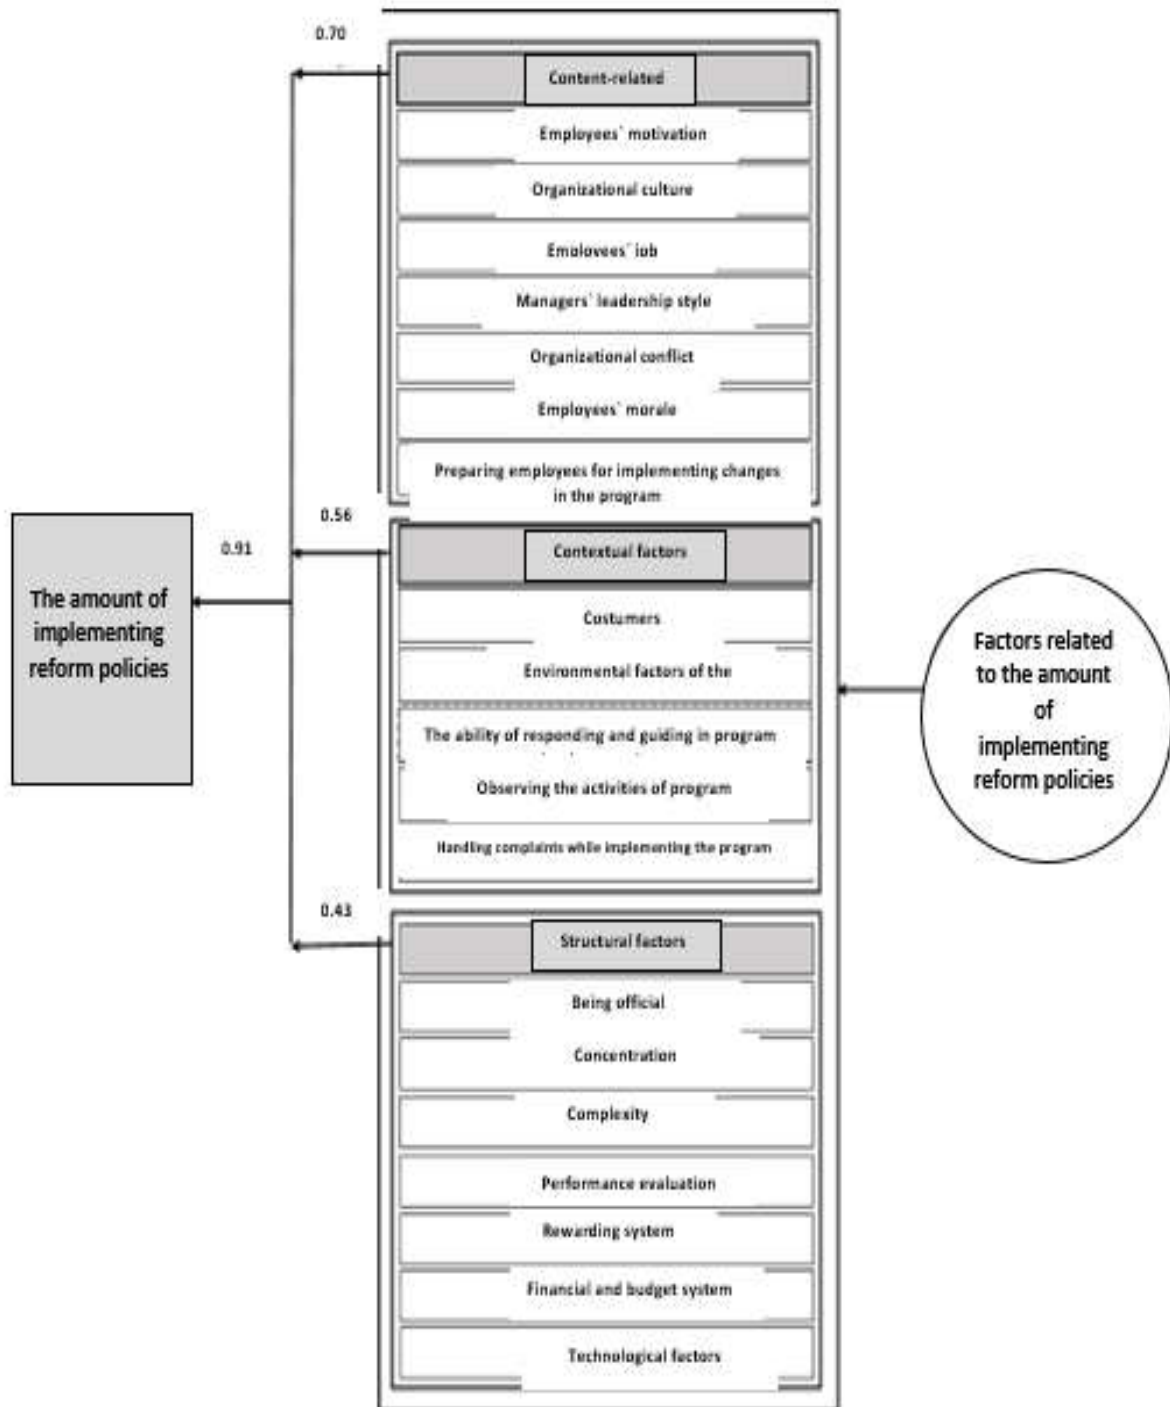 0.70
Content-related
Employees` motivation
Organizational culture
Employees` job
Managers` leadership style
Organizational conflict
Employees` morale
Preparing employees for implementing changes
in the program
0.56
Contextual factors
Costumers
Environmental factors of the
The ability of responding and guiding in program
Observing the activities of program
Handling complaints while implementing the program
0.43
Structural factors
Being official
Concentration
Complexity
Performance evaluation
Rewarding system
Financial and budget system
Technological factors
0.91
The amount of
implementing
reform policies
Factors related
to the amount
of
implementing
reform policies